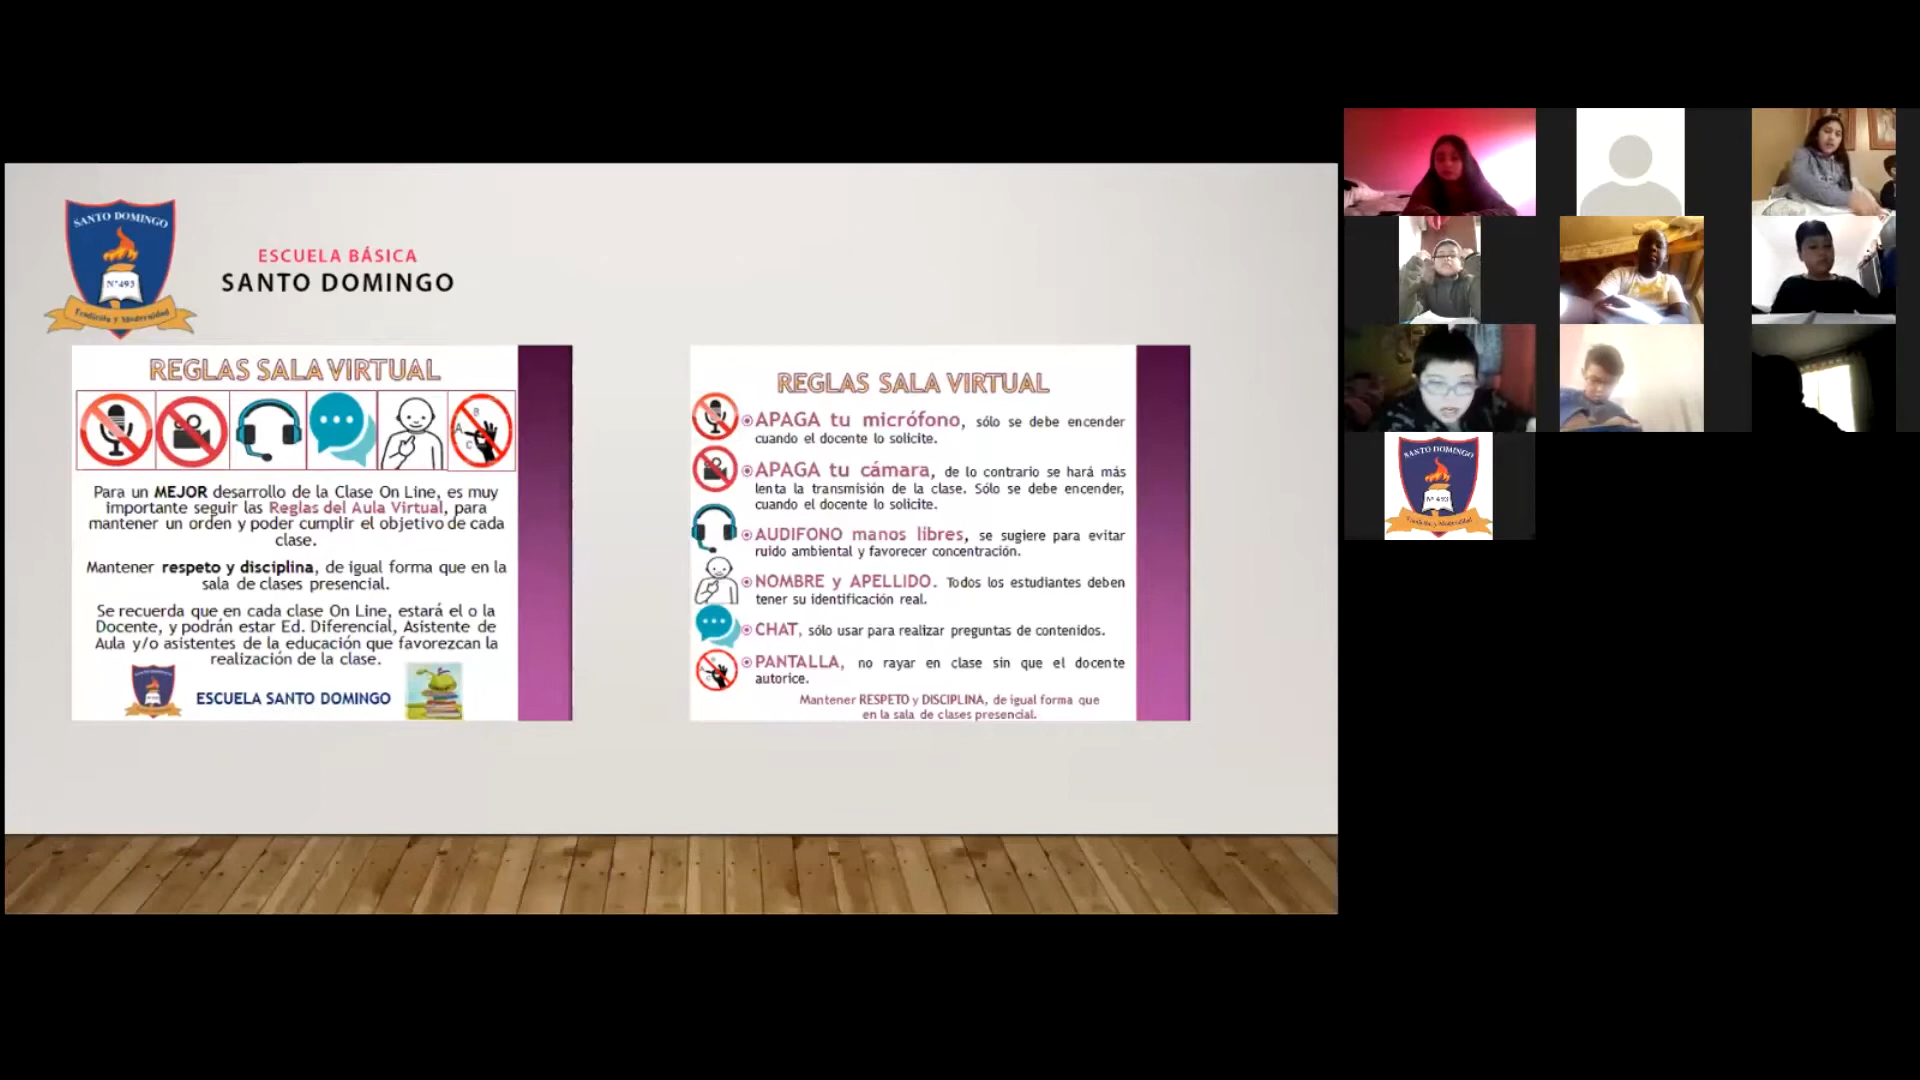 SANTO DOMINGO
N°493
Tradición y Modernidad
ESCUELA BÁSICA
SANTO DOMINGO
REGLAS SALA VIRTUAL
B
A
C
Para un MEJOR desarrollo de la Clase On Line, es muy
importante seguir las Reglas del Aula Virtual, para
mantener un orden y poder cumplir el objetivo de cada
clase.
Mantener respeto y disciplina, de igual forma que en la
sala de clases presencial.
Se recuerda que en cada clase On Line, estará el o la
Docente, y podrán estar Ed. Diferencial, Asistente de
Aula y/o asistentes de la educación que favorezcan la
realización de la clase.
ESCUELA SANTO DOMINGO
REGLAS SALA VIRTUAL
APAGA tu micrófono, sólo se debe encender
cuando el docente lo solicite.
APAGA tu cámara, de lo contrario se hará más
lenta la transmisión de la clase. Sólo se debe encender,
cuando el docente lo solicite.
AUDIFONO manos libres, se sugiere para evitar
ruido ambiental y favorecer concentración.
NOMBRE y APELLIDO. Todos los estudiantes deben
tener su identificación real.
CHAT, sólo usar para realizar preguntas de contenidos.
PANTALLA, no rayar en clase sin que el docente
autorice.
Mantener RESPETO y DISCIPLINA, de igual forma que
en la sala de clases presencial.
SANTO DOMINGO
N° 493
Tradición y Modernidad